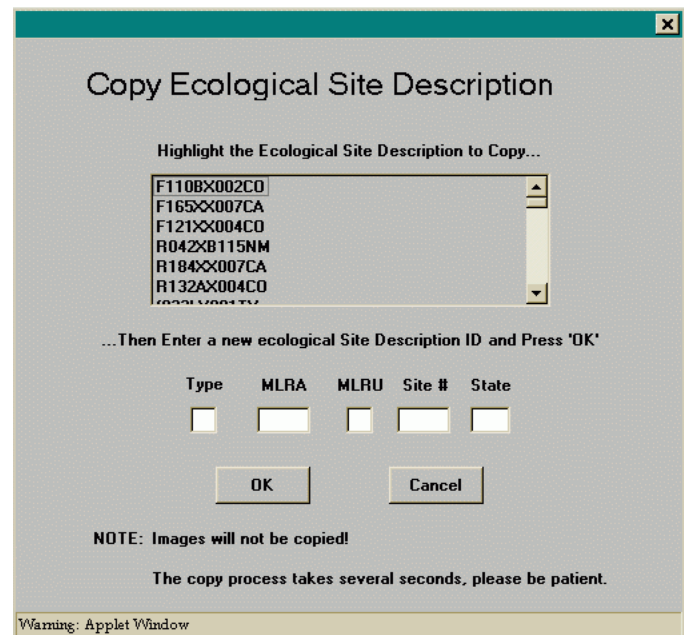 Copy Ecological Site Description
Highlight the Ecological Site Description to Copy...
F110BX002CO
F165XX007CA
F121XX004CO
R042XB115NM
R184XX007CA
R132AX004CO
...Then Enter a new ecological Site Description ID and Press 'OK'
Type MLRA MLRU Site # State
OK Cancel
NOTE: Images will not be copied!
The copy process takes several seconds, please be patient.
Warning: Applet Window